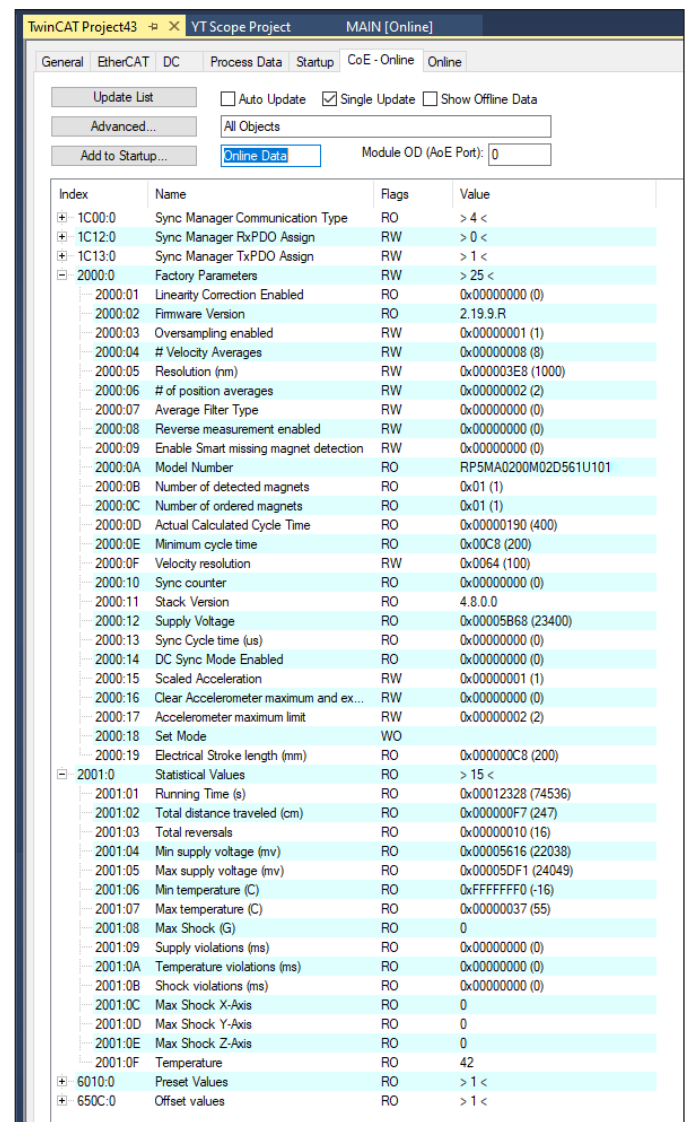 TwinCAT Project43 YT Scope Project MAIN [Online]
General EtherCAT DC Process Data Startup CoE - Online Online
Update List Auto Update Single Update Show Offline Data
Advanced... All Objects
Add to Startup... Online Data Module OD (AoE Port): 0
Index Name Flags Value
1C00:0 Sync Manager Communication Type RO > 4 <
1C12:0 Sync Manager RxPDO Assign RW > 0 <
1C13:0 Sync Manager TxPDO Assign RW > 1 <
2000:0 Factory Parameters RW > 25 <
2000:01 Linearity Correction Enabled RO 0x00000000 (0)
2000:02 Firmware Version RO 2.19.9.R
2000:03 Oversampling enabled RW 0x00000001 (1)
2000:04 # Velocity Averages RW 0x00000008 (8)
2000:05 Resolution (nm) RW 0x000003E8 (1000)
2000:06 # of position averages RW 0x00000002 (2)
2000:07 Average Filter Type RW 0x00000000 (0)
2000:08 Reverse measurement enabled RW 0x00000000 (0)
2000:09 Enable Smart missing magnet detection RW 0x00000000 (0)
2000:0A Model Number RO RP5MA0200M02D561U101
2000:0B Number of detected magnets RO 0x01 (1)
2000:0C Number of ordered magnets RO 0x01 (1)
2000:0D Actual Calculated Cycle Time RO 0x00000190 (400)
2000:0E Minimum cycle time RO 0x00C8 (200)
2000:0F Velocity resolution RW 0x0064 (100)
2000:10 Sync counter RO 0x00000000 (0)
2000:11 Stack Version RO 4.8.0.0
2000:12 Supply Voltage RO 0x00005B68 (23400)
2000:13 Sync Cycle time (us) RO 0x00000000 (0)
2000:14 DC Sync Mode Enabled RO 0x00000000 (0)
2000:15 Scaled Acceleration RW 0x00000001 (1)
2000:16 Clear Accelerometer maximum and ex... RW 0x00000000 (0)
2000:17 Accelerometer maximum limit RW 0x00000002 (2)
2000:18 Set Mode WO
2000:19 Electrical Stroke length (mm) RO 0x000000C8 (200)
2001:0 Statistical Values RO > 15 <
2001:01 Running Time (s) RO 0x00012328 (74536)
2001:02 Total distance traveled (cm) RO 0x000000F7 (247)
2001:03 Total reversals RO 0x00000010 (16)
2001:04 Min supply voltage (mv) RO 0x00005616 (22038)
2001:05 Max supply voltage (mv) RO 0x00005DF1 (24049)
2001:06 Min temperature (C) RO 0xFFFFFFF0 (-16)
2001:07 Max temperature (C) RO 0x00000037 (55)
2001:08 Max Shock (G) RO 0
2001:09 Supply violations (ms) RO 0x00000000 (0)
2001:0A Temperature violations (ms) RO 0x00000000 (0)
2001:0B Shock violations (ms) RO 0x00000000 (0)
2001:0C Max Shock X-Axis RO 0
2001:0D Max Shock Y-Axis RO 0
2001:0E Max Shock Z-Axis RO 0
2001:0F Temperature RO 42
6010:0 Preset Values RO > 1 <
650C:0 Offset values RO > 1 <